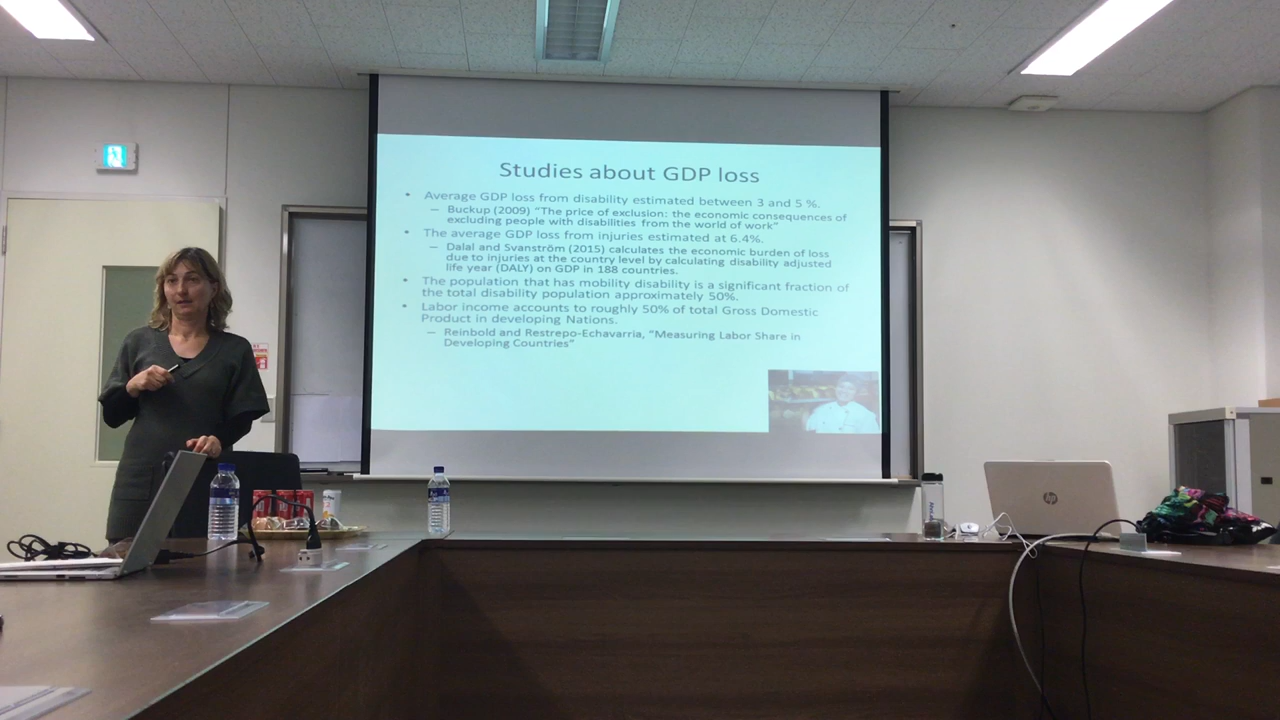 Studies about GDP loss
• Average GDP loss from disability estimated between 3 and 5 %.
– Buckup (2009) “The price of exclusion: the economic consequences of
excluding people with disabilities from the world of work”
• The average GDP loss from injuries estimated at 6.4%.
– Dalal and Svanström (2015) calculates the economic burden of loss
due to injuries at the country level by calculating disability adjusted
life year (DALY) on GDP in 188 countries.
• The population that has mobility disability is a significant fraction of
the total disability population approximately 50%.
• Labor income accounts to roughly 50% of total Gross Domestic
Product in developing Nations.
– Reinbold and Restrepo-Echavarria, “Measuring Labor Share in
Developing Countries”
hp